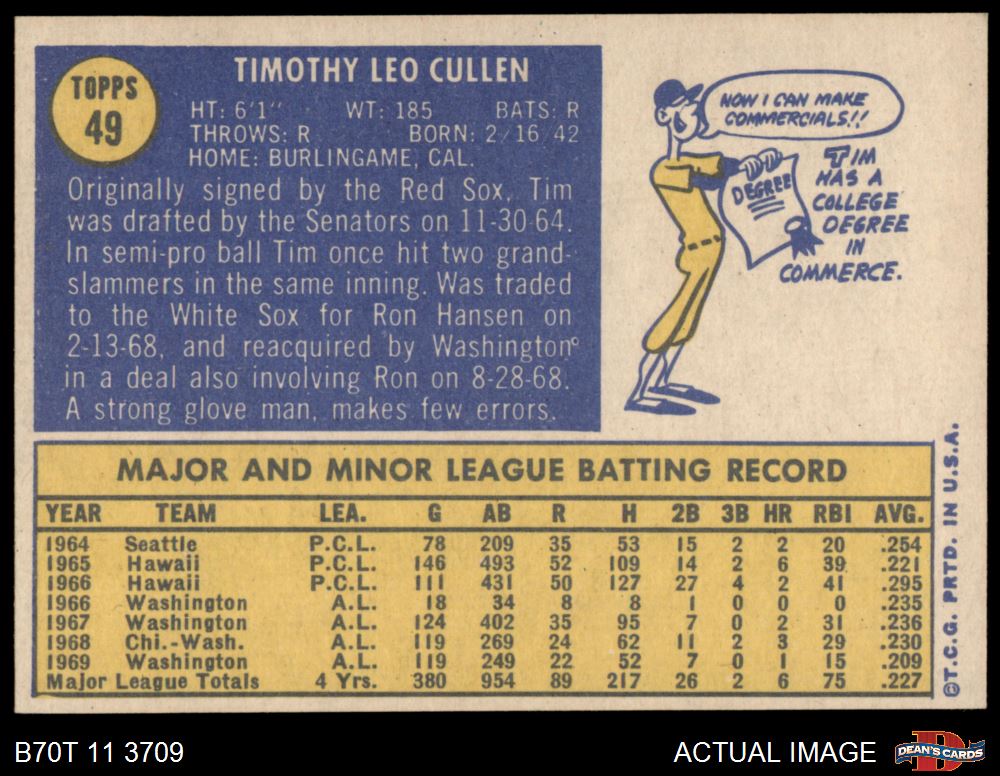 TOPPS
49
TIMOTHY LEO CULLEN
HT: 6'1" WT: 185 BATS: R
THROWS: R BORN: 2/16/42
HOME: BURLINGAME, CAL.
Originally signed by the Red Sox, Tim
was drafted by the Senators on 11-30-64.
In semi-pro ball Tim once hit two grand-
slammers in the same inning. Was traded
to the White Sox for Ron Hansen on
2-13-68, and reacquired by Washington
in a deal also involving Ron on 8-28-68.
A strong glove man, makes few errors.
NOW I CAN MAKE
COMMERCIALS!!
DEGREE
TIM
HAS A
COLLEGE
DEGREE
IN
COMMERCE.
MAJOR AND MINOR LEAGUE BATTING RECORD
YEAR TEAM LEA. G AB R H 2B 3B HR RBI AVG.
1964 Seattle P.C.L. 78 209 35 53 15 2 2 20 .254
1965 Hawaii P.C.L. 146 493 52 109 14 2 6 39 .221
1966 Hawaii P.C.L. 111 431 50 127 27 4 2 41 .295
1966 Washington A.L. 18 34 8 8 1 0 0 0 .235
1967 Washington A.L. 124 402 35 95 7 0 2 31 .236
1968 Chi.-Wash. A.L. 119 269 24 62 11 2 3 29 .230
1969 Washington A.L. 119 249 22 52 7 0 1 15 .209
Major League Totals 4 Yrs. 380 954 89 217 26 2 6 75 .227
©T.C.G. PRTD. IN U.S.A.
B70T 11 3709
ACTUAL IMAGE
DEAN'S CARDS